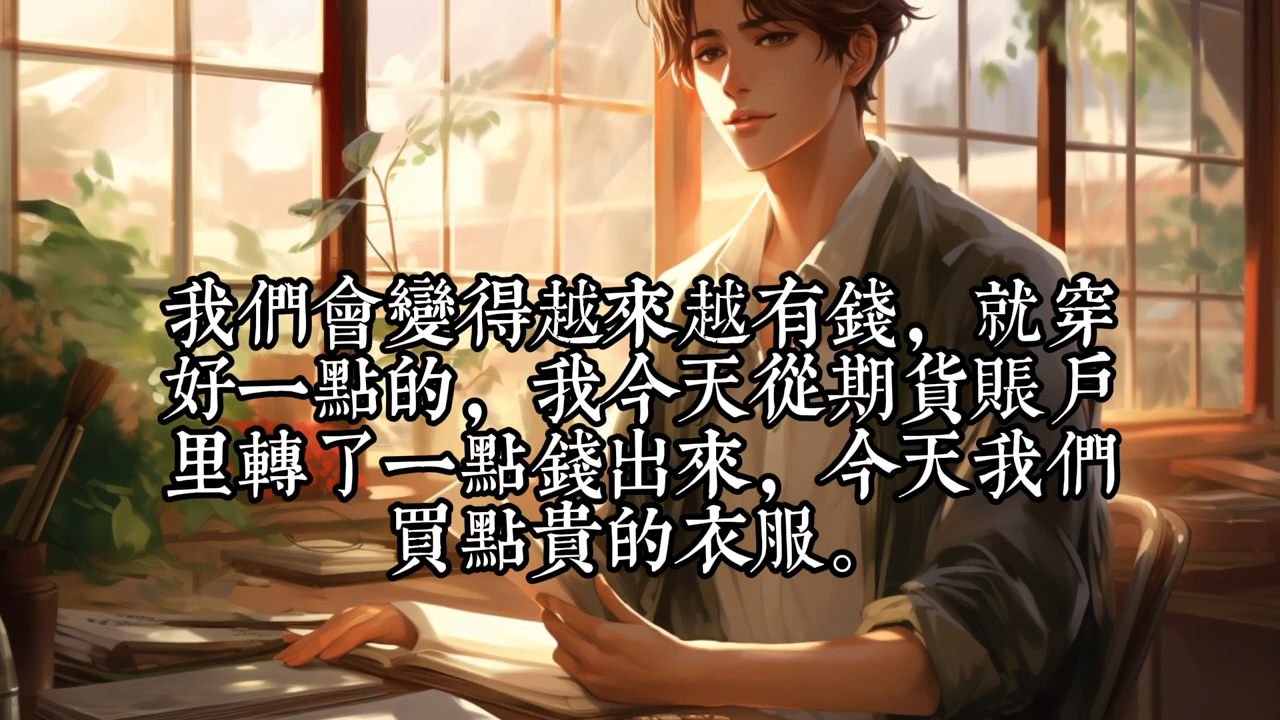 我們會變得越來越有錢，就穿
好一點的，我今天從期貨賬戶
里轉了一點錢出來，今天我們
買點貴的衣服。